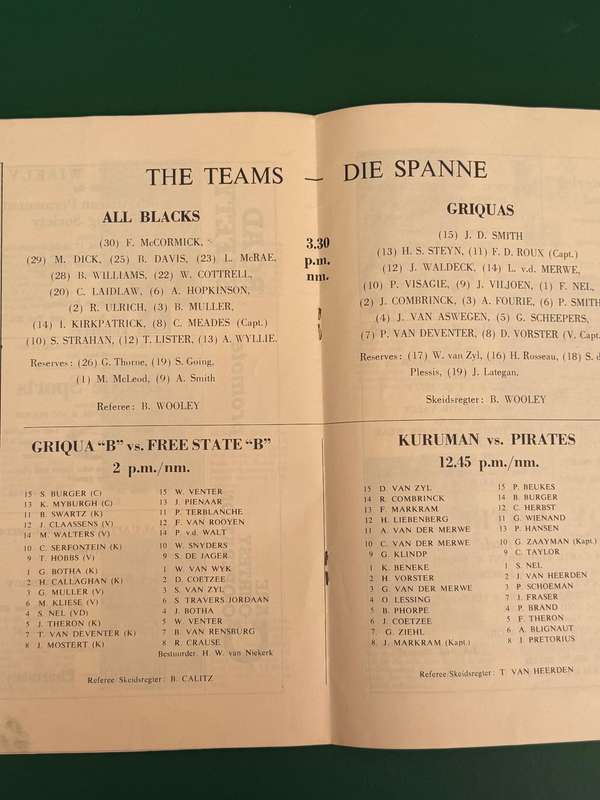 THE TEAMS — DIE SPANNE
ALL BLACKS
(30) F. McCORMICK,
(29) M. DICK, (25) B. DAVIS, (23) L. McRAE,
(28) B. WILLIAMS, (22) W. COTTRELL,
(20) C. LAIDLAW, (6) A. HOPKINSON,
(2) R. ULRICH, (3) B. MULLER,
(14) I. KIRKPATRICK, (8) C. MEADES (Capt.)
(10) S. STRAHAN, (12) T. LISTER, (13) A. WYLLIE.
Reserves: (26) G. Thorne, (19) S. Going,
(1) M. McLeod, (9) A. Smith
Referee: B. WOOLEY
3.30
p.m.
nm.
GRIQUAS
(15) J. D. SMITH
(13) H. S. STEYN, (11) F. D. ROUX (Capt.)
(12) J. WALDECK, (14) L. v.d. MERWE,
(10) P. VISAGIE, (9) J. VILJOEN, (1) F. NEL,
(2) J. COMBRINCK, (3) A. FOURIE, (6) P. SMITH
(4) J. VAN ASWEGEN, (5) G. SCHEEPERS,
(7) P. VAN DEVENTER, (8) D. VORSTER (V. Capt.
Reserves: (17) W. van Zyl, (16) H. Rosseau, (18) S. d
Plessis, (19) J. Lategan.
Skeidsregter: B. WOOLEY
GRIQUA "B" vs. FREE STATE "B"
2 p.m./nm.
15 S. BURGER (C)
13 K. MYBURGH (C)
11 B. SWARTZ (K)
12 J. CLAASSENS (V)
14 M. WALTERS (V)
10 C. SERFONTEIN (K)
9 T. HOBBS (V)
1 G. BOTHA (K)
2 H. CALLAGHAN (K)
3 G. MULLER (V)
6 M. KLIESE (V)
4 S. NEL (VD)
5 J. THERON (K)
7 T. VAN DEVENTER (K)
8 J. MOSTERT (K)
15 W. VENTER
13 J. PIENAAR
11 P. TERBLANCHE
12 F. VAN ROOYEN
14 P. v.d. WALT
10 W. SNYDERS
9 S. DE JAGER
1 W. VAN WYK
2 D. COETZEE
3 S. VAN ZYL
6 S. TRAVERS JORDAAN
4 J. BOTHA
5 W. VENTER
7 B. VAN RENSBURG
8 R. CRAUSE
Bestuurder. H. W. van Niekerk
Referee/Skeidsregter: B. CALITZ
KURUMAN vs. PIRATES
12.45 p.m./nm.
15 D. VAN ZYL
14 R. COMBRINCK
13 F. MARKRAM
12 H. LIEBENBERG
11 A. VAN DER MERWE
10 C. VAN DER MERWE
9 G. KLINDP
1 K. BENEKE
2 H. VORSTER
3 G. VAN DER MERWE
4 O. LESSING
5 B. PHORPE
6 J. COETZEE
7 G. ZIEHL
8 J. MARKRAM (Kapt.)
15 P. BEUKES
14 B. BURGER
12 C. HERBST
11 G. WIENAND
13 P. HANSEN
10 G. ZAAYMAN (Kapt.)
9 C. TAYLOR
1 S. NEL
2 J. VAN HEERDEN
3 P. SCHOEMAN
7 J. FRASER
4 P. BRAND
5 F. THERON
6 A. BLIGNAUT
8 I. PRETORIUS
Referee/Skeidsregter: T. VAN HEERDEN